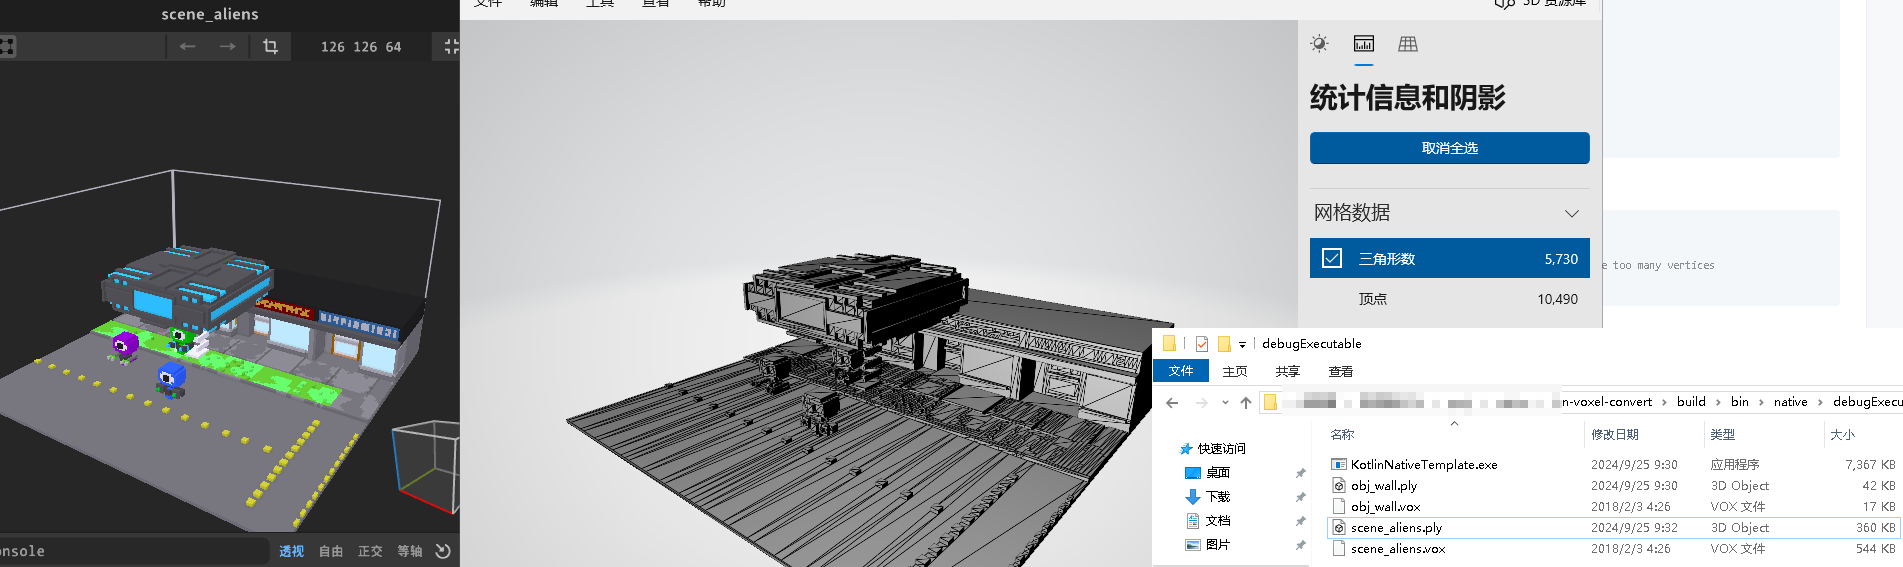 scene_aliens
126 126 64
onsole
透视 自由 正交 等轴
文件 编辑 工具 查看 帮助
3D 资源库
统计信息和阴影
取消全选
网格数据
三角形数 5,730
顶点 10,490
too many vertices
debugExecutable
文件 主页 共享 查看
n-voxel-convert › build › bin › native › debugExecu
快速访问
桌面
下载
文档
图片
名称 修改日期 类型 大小
KotlinNativeTemplate.exe 2024/9/25 9:30 应用程序 7,367 KB
obj_wall.ply 2024/9/25 9:30 3D Object 42 KB
obj_wall.vox 2018/2/3 4:26 VOX 文件 17 KB
scene_aliens.ply 2024/9/25 9:32 3D Object 360 KB
scene_aliens.vox 2018/2/3 4:26 VOX 文件 544 KB